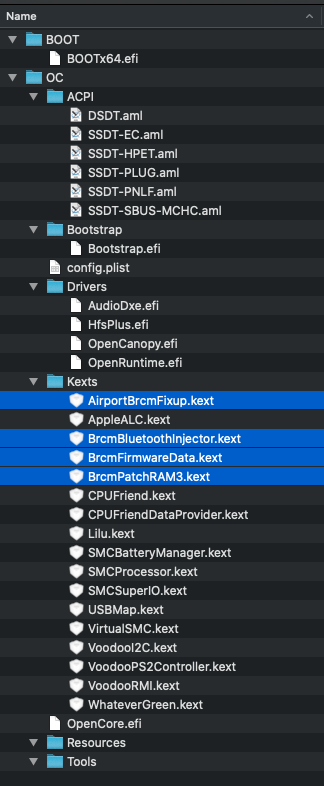 Name
BOOT
BOOTx64.efi
OC
ACPI
DSDT.aml
SSDT-EC.aml
SSDT-HPET.aml
SSDT-PLUG.aml
SSDT-PNLF.aml
SSDT-SBUS-MCHC.aml
Bootstrap
Bootstrap.efi
config.plist
Drivers
AudioDxe.efi
HfsPlus.efi
OpenCanopy.efi
OpenRuntime.efi
Kexts
AirportBrcmFixup.kext
AppleALC.kext
BrcmBluetoothInjector.kext
BrcmFirmwareData.kext
BrcmPatchRAM3.kext
CPUFriend.kext
CPUFriendDataProvider.kext
Lilu.kext
SMCBatteryManager.kext
SMCProcessor.kext
SMCSuperIO.kext
USBMap.kext
VirtualSMC.kext
VoodooI2C.kext
VoodooPS2Controller.kext
VoodooRMI.kext
WhateverGreen.kext
OpenCore.efi
Resources
Tools